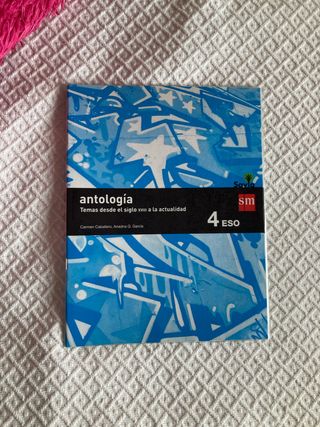 Savia
antología
Temas desde el siglo XVIII a la actualidad
Carmen Caballero, Ariadna G. García
4 ESO
sm